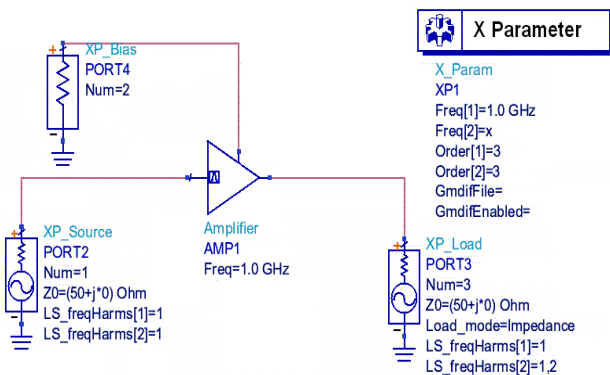 X Parameter
XP_Bias
PORT4
Num=2
X_Param
XP1
Freq[1]=1.0 GHz
Freq[2]=x
Order[1]=3
Order[2]=3
GmdifFile=
GmdifEnabled=
Amplifier
AMP1
Freq=1.0 GHz
XP_Source
PORT2
Num=1
Z0=(50+j*0) Ohm
LS_freqHarms[1]=1
LS_freqHarms[2]=1
XP_Load
PORT3
Num=3
Z0=(50+j*0) Ohm
Load_mode=Impedance
LS_freqHarms[1]=1
LS_freqHarms[2]=1,2